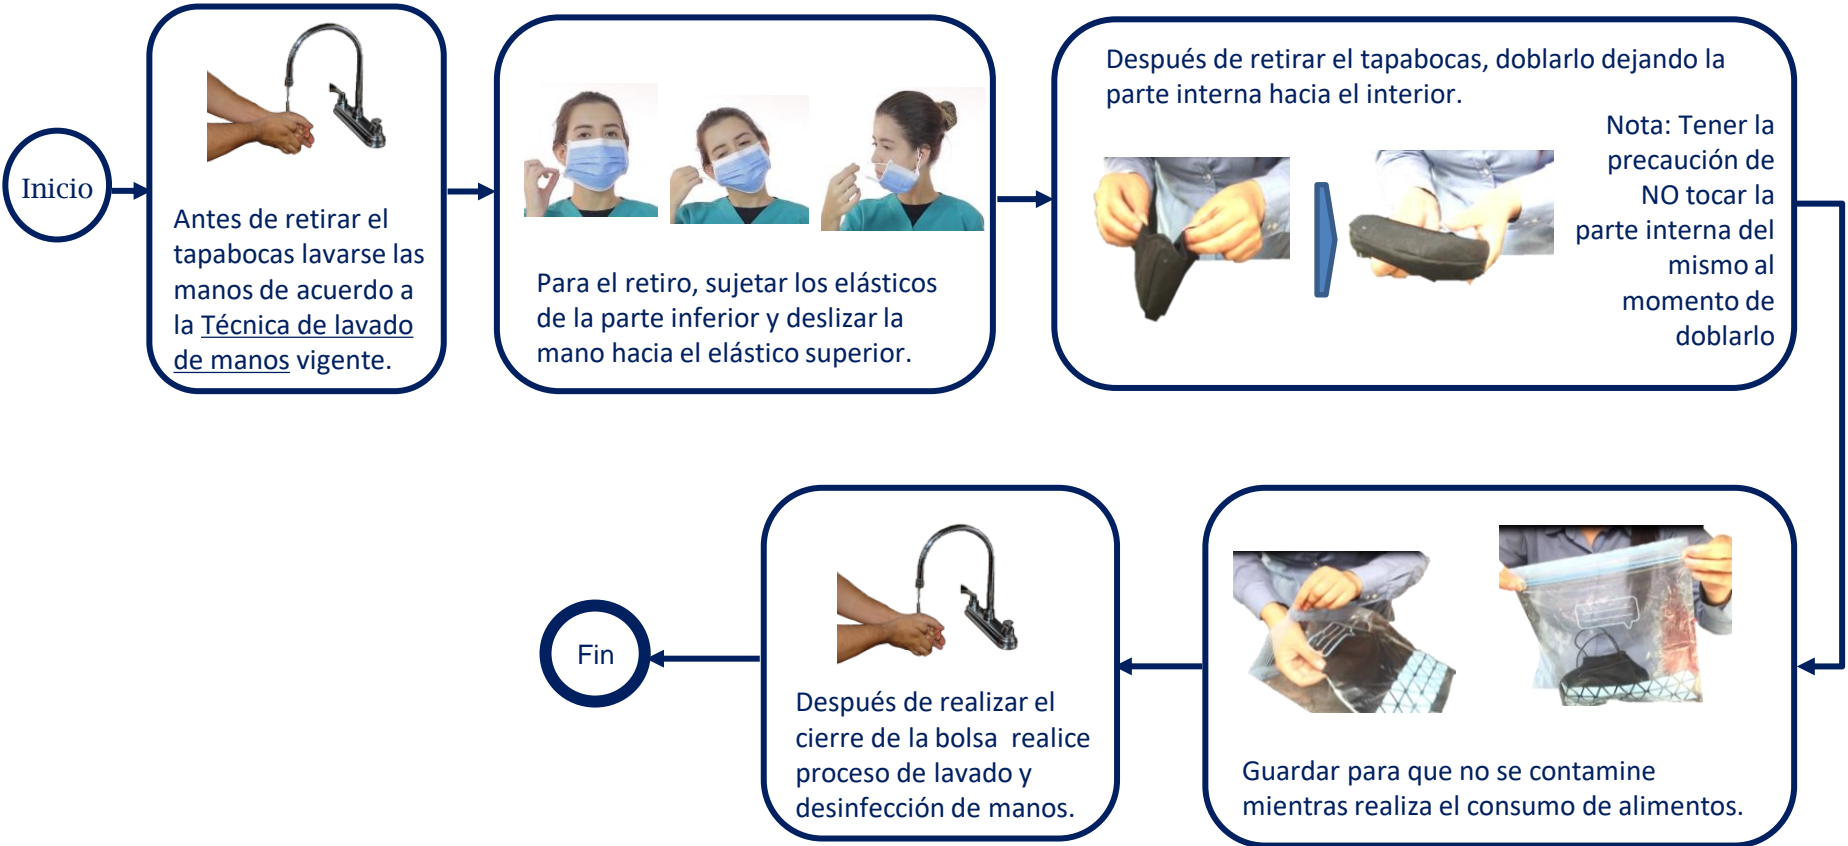 Inicio
Antes de retirar el
tapabocas lavarse las
manos de acuerdo a
la Técnica de lavado
de manos vigente.
Para el retiro, sujetar los elásticos
de la parte inferior y deslizar la
mano hacia el elástico superior.
Después de retirar el tapabocas, doblarlo dejando la
parte interna hacia el interior.
Nota: Tener la
precaución de
NO tocar la
parte interna del
mismo al
momento de
doblarlo
Guardar para que no se contamine
mientras realiza el consumo de alimentos.
Después de realizar el
cierre de la bolsa  realice
proceso de lavado y
desinfección de manos.
Fin